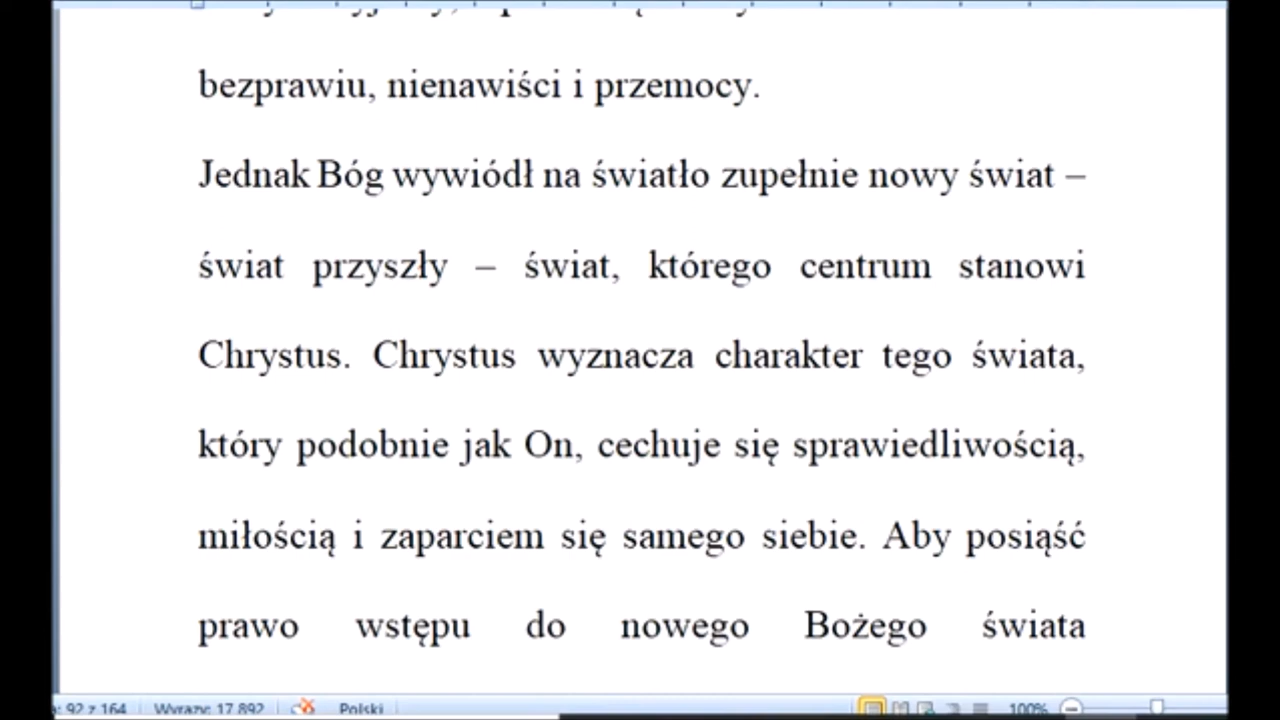 bezprawiu, nienawiści i przemocy.
Jednak Bóg wywiódł na światło zupełnie nowy świat –
świat przyszły – świat, którego centrum stanowi
Chrystus. Chrystus wyznacza charakter tego świata,
który podobnie jak On, cechuje się sprawiedliwością,
miłością i zaparciem się samego siebie. Aby posiąść
prawo wstępu do nowego Bożego świata
92 z 164 Wyrazy: 17 892 Polski 100%